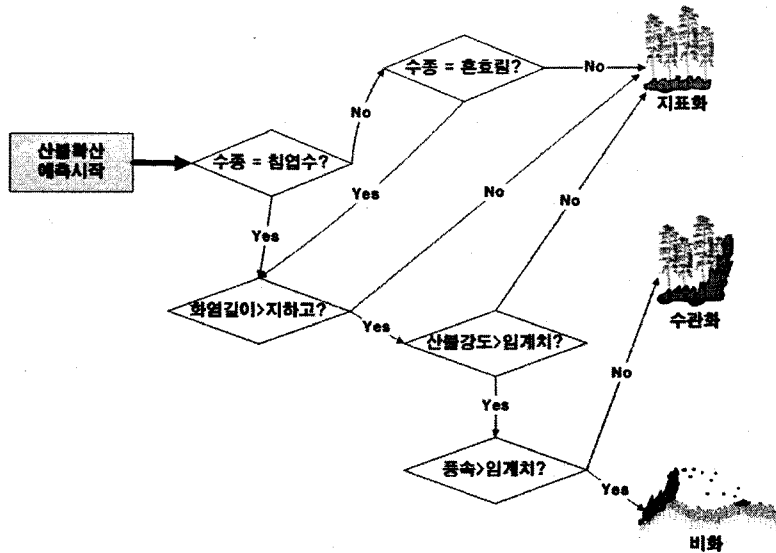 수종 = 혼효림?
No
지표화
No
산불확산
예측시작
수종 = 침엽수?
Yes
No
No
Yes
화염길이>지하고?
Yes
산불강도>임계치?
수관화
No
Yes
풍속>임계치?
Yes
비화